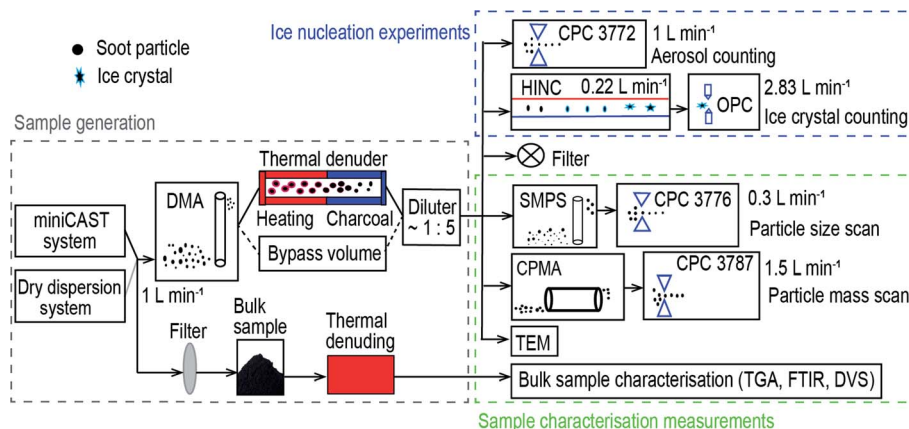 Ice nucleation experiments
Soot particle
Ice crystal
CPC 3772
1 L min⁻¹
Aerosol counting
HINC
0.22 L min⁻¹
OPC
2.83 L min⁻¹
Ice crystal counting
Filter
Sample generation
miniCAST
system
Dry dispersion
system
DMA
1 L min⁻¹
Thermal denuder
Heating
Charcoal
Bypass volume
Diluter
~ 1 : 5
SMPS
CPC 3776
0.3 L min⁻¹
Particle size scan
CPMA
CPC 3787
1.5 L min⁻¹
Particle mass scan
TEM
Filter
Bulk
sample
Thermal
denuding
Bulk sample characterisation (TGA, FTIR, DVS)
Sample characterisation measurements